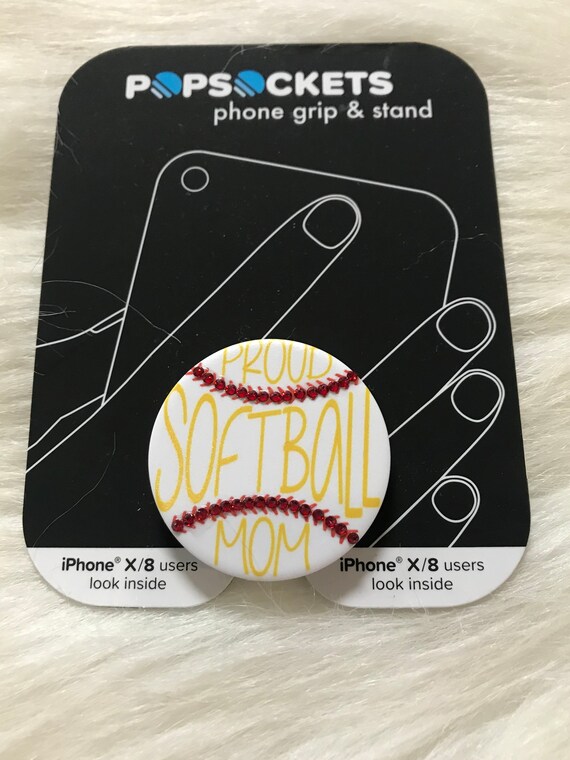 POPSOCKETS
phone grip & stand
PROUD
SOFTBALL
MOM
iPhone® X/8 users
look inside
iPhone® X/8 users
look inside